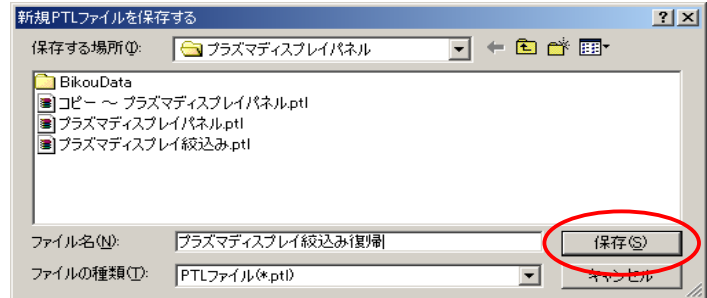 新規PTLファイルを保存する
保存する場所(I): プラズマディスプレイパネル
BikouData
コピー ～ プラズマディスプレイパネル.ptl
プラズマディスプレイパネル.ptl
プラズマディスプレイ絞込み.ptl
ファイル名(N): プラズマディスプレイ絞込み復帰 保存(S)
ファイルの種類(T): PTLファイル(*.ptl) キャンセル